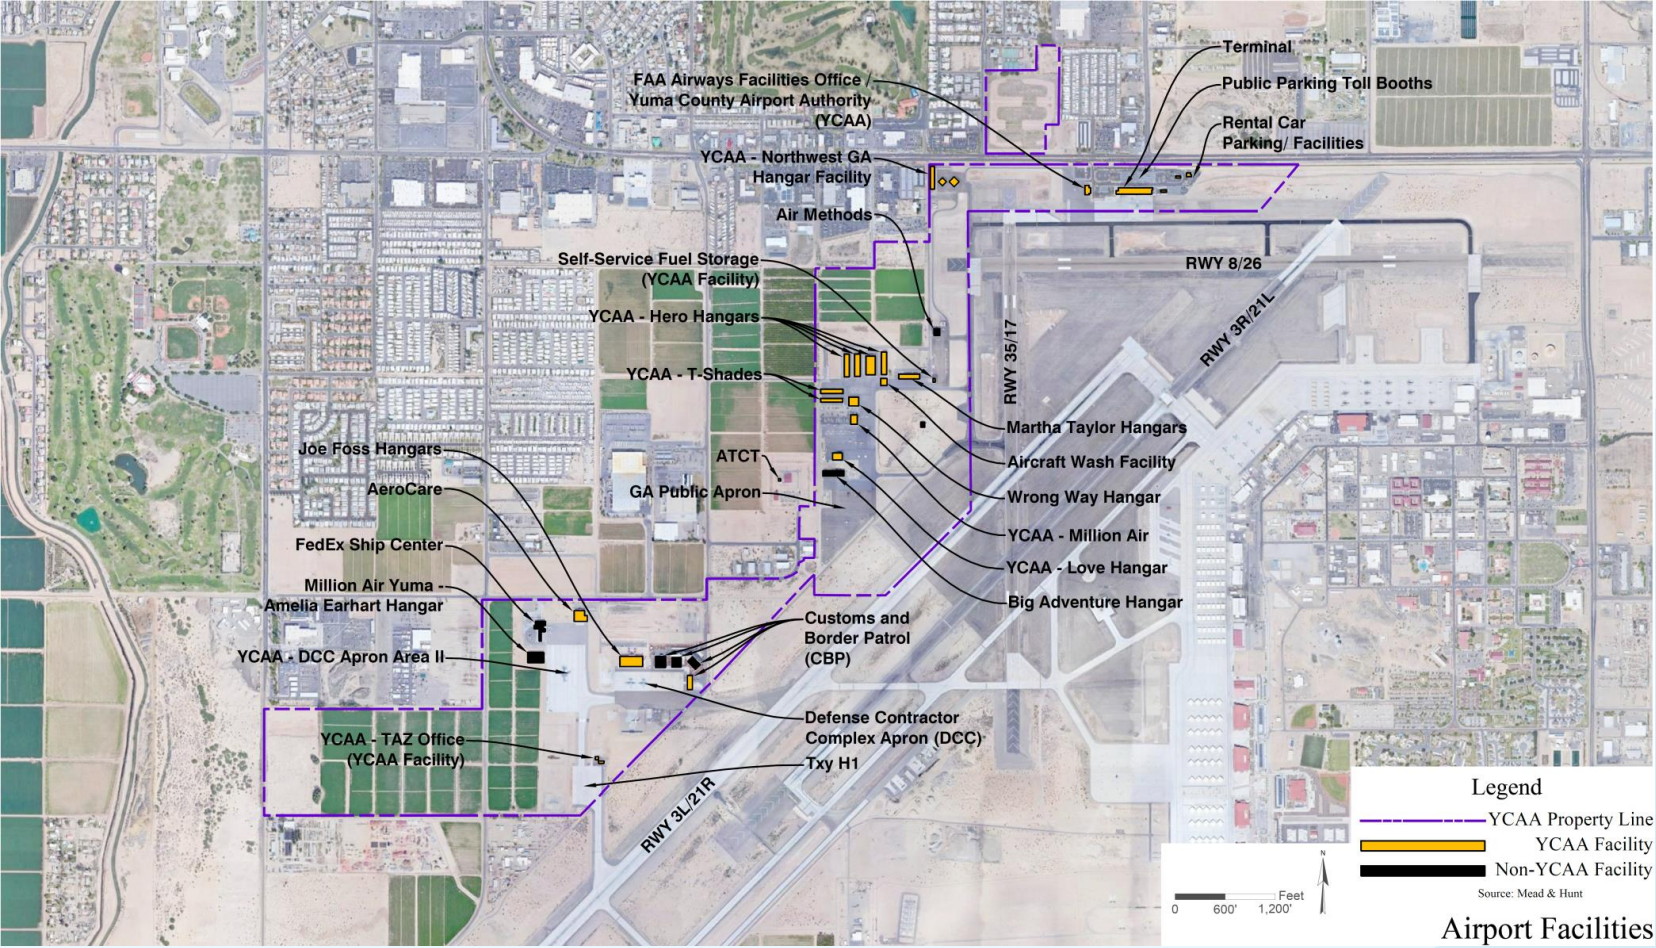 Terminal
FAA Airways Facilities Office /
Yuma County Airport Authority
(YCAA)
Public Parking Toll Booths
Rental Car
Parking/ Facilities
YCAA - Northwest GA
Hangar Facility
Air Methods
Self-Service Fuel Storage
(YCAA Facility)
RWY 8/26
YCAA - Hero Hangars
RWY 3R/21L
RWY 35/17
YCAA - T-Shades
Martha Taylor Hangars
Joe Foss Hangars
ATCT
Aircraft Wash Facility
AeroCare
GA Public Apron
Wrong Way Hangar
YCAA - Million Air
FedEx Ship Center
YCAA - Love Hangar
Million Air Yuma -
Amelia Earhart Hangar
Big Adventure Hangar
Customs and
Border Patrol
(CBP)
YCAA - DCC Apron Area II
Defense Contractor
Complex Apron (DCC)
YCAA - TAZ Office
(YCAA Facility)
Txy H1
RWY 3L/21R
Legend
YCAA Property Line
YCAA Facility
Non-YCAA Facility
Source: Mead & Hunt
N
Feet
0 600' 1,200'
Airport Facilities